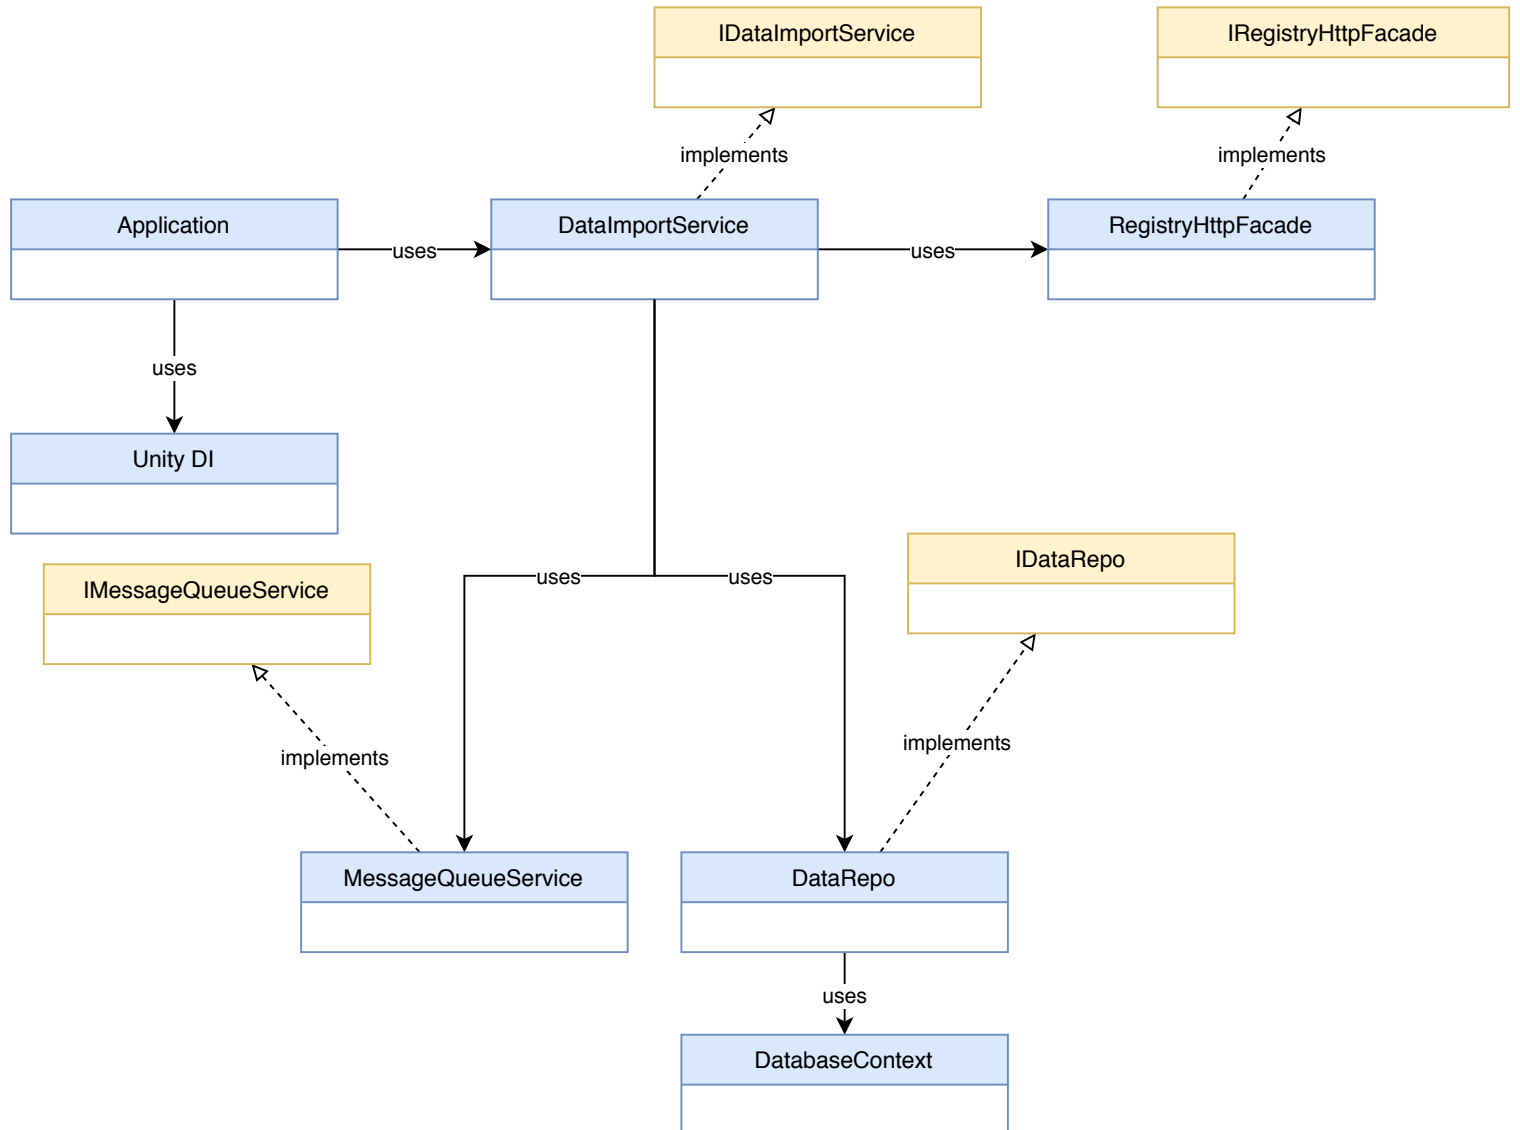 IDataImportService
IRegistryHttpFacade
implements
implements
Application
DataImportService
RegistryHttpFacade
uses
uses
uses
Unity DI
IDataRepo
uses
uses
IMessageQueueService
implements
implements
MessageQueueService
DataRepo
uses
DatabaseContext